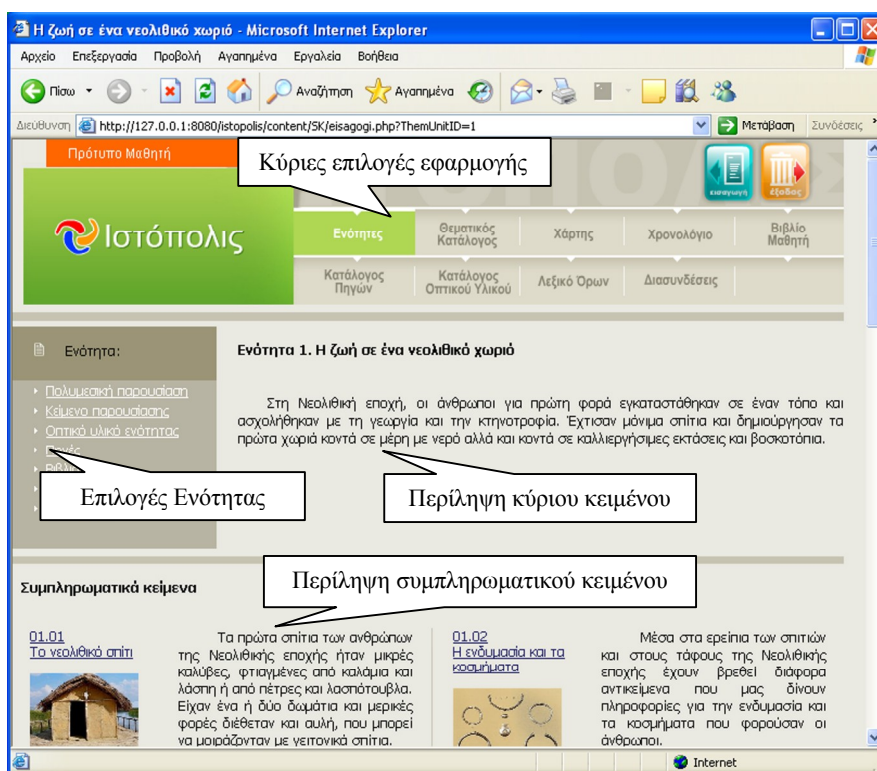 Η ζωή σε ένα νεολιθικό χωριό - Microsoft Internet Explorer
Αρχείο Επεξεργασία Προβολή Αγαπημένα Εργαλεία Βοήθεια
Πίσω Αναζήτηση Αγαπημένα
Διεύθυνση http://127.0.0.1:8080/istopolis/content/SK/eisagogi.php?ThemUnitID=1 Μετάβαση Συνδέσεις
Πρότυπο Μαθητή
Κύριες επιλογές εφαρμογής
εισαγωγή έξοδος
Ιστόπολις
Ενότητες Θεματικός Κατάλογος Χάρτης Χρονολόγιο Βιβλίο Μαθητή
Κατάλογος Πηγών Κατάλογος Οπτικού Υλικού Λεξικό Όρων Διασυνδέσεις
Ενότητα:
Πολυμεσική παρουσίαση
Κείμενο παρουσίασης
Οπτικό υλικό ενότητας
Επιλογές Ενότητας
Ενότητα 1. Η ζωή σε ένα νεολιθικό χωριό
Στη Νεολιθική εποχή, οι άνθρωποι για πρώτη φορά εγκαταστάθηκαν σε έναν τόπο και
ασχολήθηκαν με τη γεωργία και την κτηνοτροφία. Έχτισαν μόνιμα σπίτια και δημιούργησαν τα
πρώτα χωριά κοντά σε μέρη με νερό αλλά και κοντά σε καλλιεργήσιμες εκτάσεις και βοσκοτόπια.
Περίληψη κύριου κειμένου
Συμπληρωματικά κείμενα
Περίληψη συμπληρωματικού κειμένου
01.01
Το νεολιθικό σπίτι
Τα πρώτα σπίτια των ανθρώπων
της Νεολιθικής εποχής ήταν μικρές
καλύβες, φτιαγμένες από καλάμια και
λάσπη ή από πέτρες και λασπότουβλα.
Είχαν ένα ή δύο δωμάτια και μερικές
φορές διέθεταν και αυλή, που μπορεί
να μοιράζονταν με γειτονικά σπίτια.
01.02
Η ενδυμασία και τα
κοσμήματα
Μέσα στα ερείπια των σπιτιών
και στους τάφους της Νεολιθικής
εποχής έχουν βρεθεί διάφορα
αντικείμενα που μας δίνουν
πληροφορίες για την ενδυμασία και
τα κοσμήματα που φορούσαν οι
άνθρωποι.
Internet